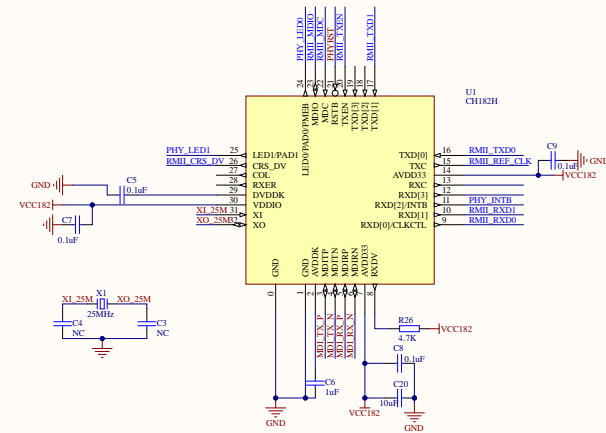 PHY_LED0
RMII_MDIO
RMII_MDC
PHYRST
RMII_TXEN
RMII_TXD1
24
23
22
21
20
19
18
17
U1
CH182H
LED0/PAD0/PMEB
MDIO
MDC
RSTB
TXEN
TXD[3]
TXD[2]
TXD[1]
PHY_LED1 25 LED1/PAD1
RMII_CRS_DV 26 CRS_DV
27 COL
28 RXER
29 DVDDK
30 VDDIO
XI_25M 31 XI
XO_25M 32 XO
TXD[0] 16 RMII_TXD0
TXC 15 RMII_REF_CLK
AVDD33 14
RXC 13
RXD[3] 12
RXD[2]/INTB 11 PHY_INTB
RXD[1] 10 RMII_RXD1
RXD[0]/CLKCTL 9 RMII_RXD0
C9
0.1uF
GND
VCC182
GND
C5
0.1uF
VCC182
C7
0.1uF
GND
GND
AVDDK
MDITP
MDITN
MDIRP
MDIRN
AVDD33
RXDV
0
1
2
3
4
5
6
7
8
MDI_TX_P
MDI_TX_N
MDI_RX_P
MDI_RX_N
XI_25M X1 XO_25M
25MHz
C4
NC
C3
NC
R26
4.7K
VCC182
C8
0.1uF
C6
1uF
C20
10uF
VCC182
GND
GND